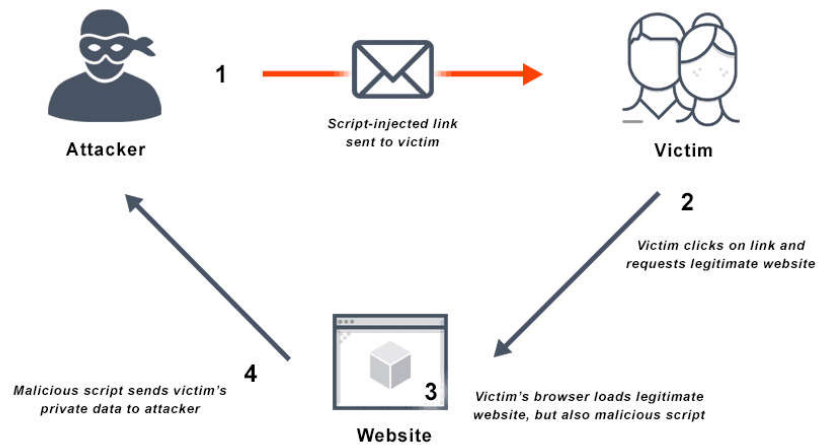 1
Script-injected link
sent to victim
Attacker
Victim
2
Victim clicks on link and
requests legitimate website
4
Malicious script sends victim's
private data to attacker
3
Victim's browser loads legitimate
website, but also malicious script
Website